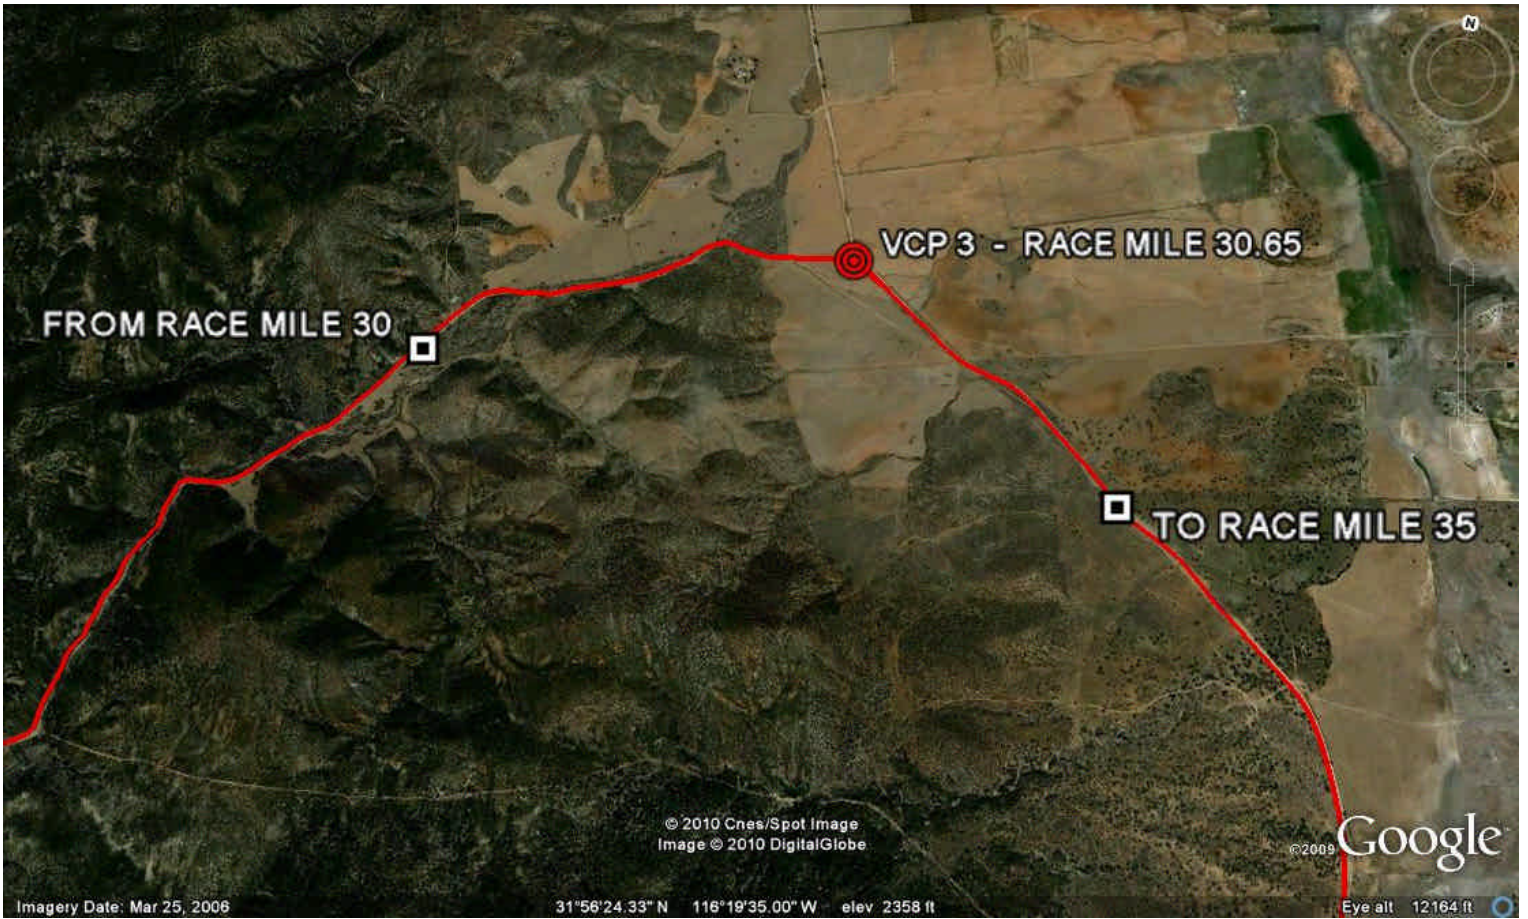 N
VCP 3 - RACE MILE 30.65
FROM RACE MILE 30
TO RACE MILE 35
© 2010 Cnes/Spot Image
Image © 2010 DigitalGlobe
©2009 Google
Imagery Date: Mar 25, 2006 31°56'24.33" N 116°19'35.00" W elev 2358 ft Eye alt 12164 ft